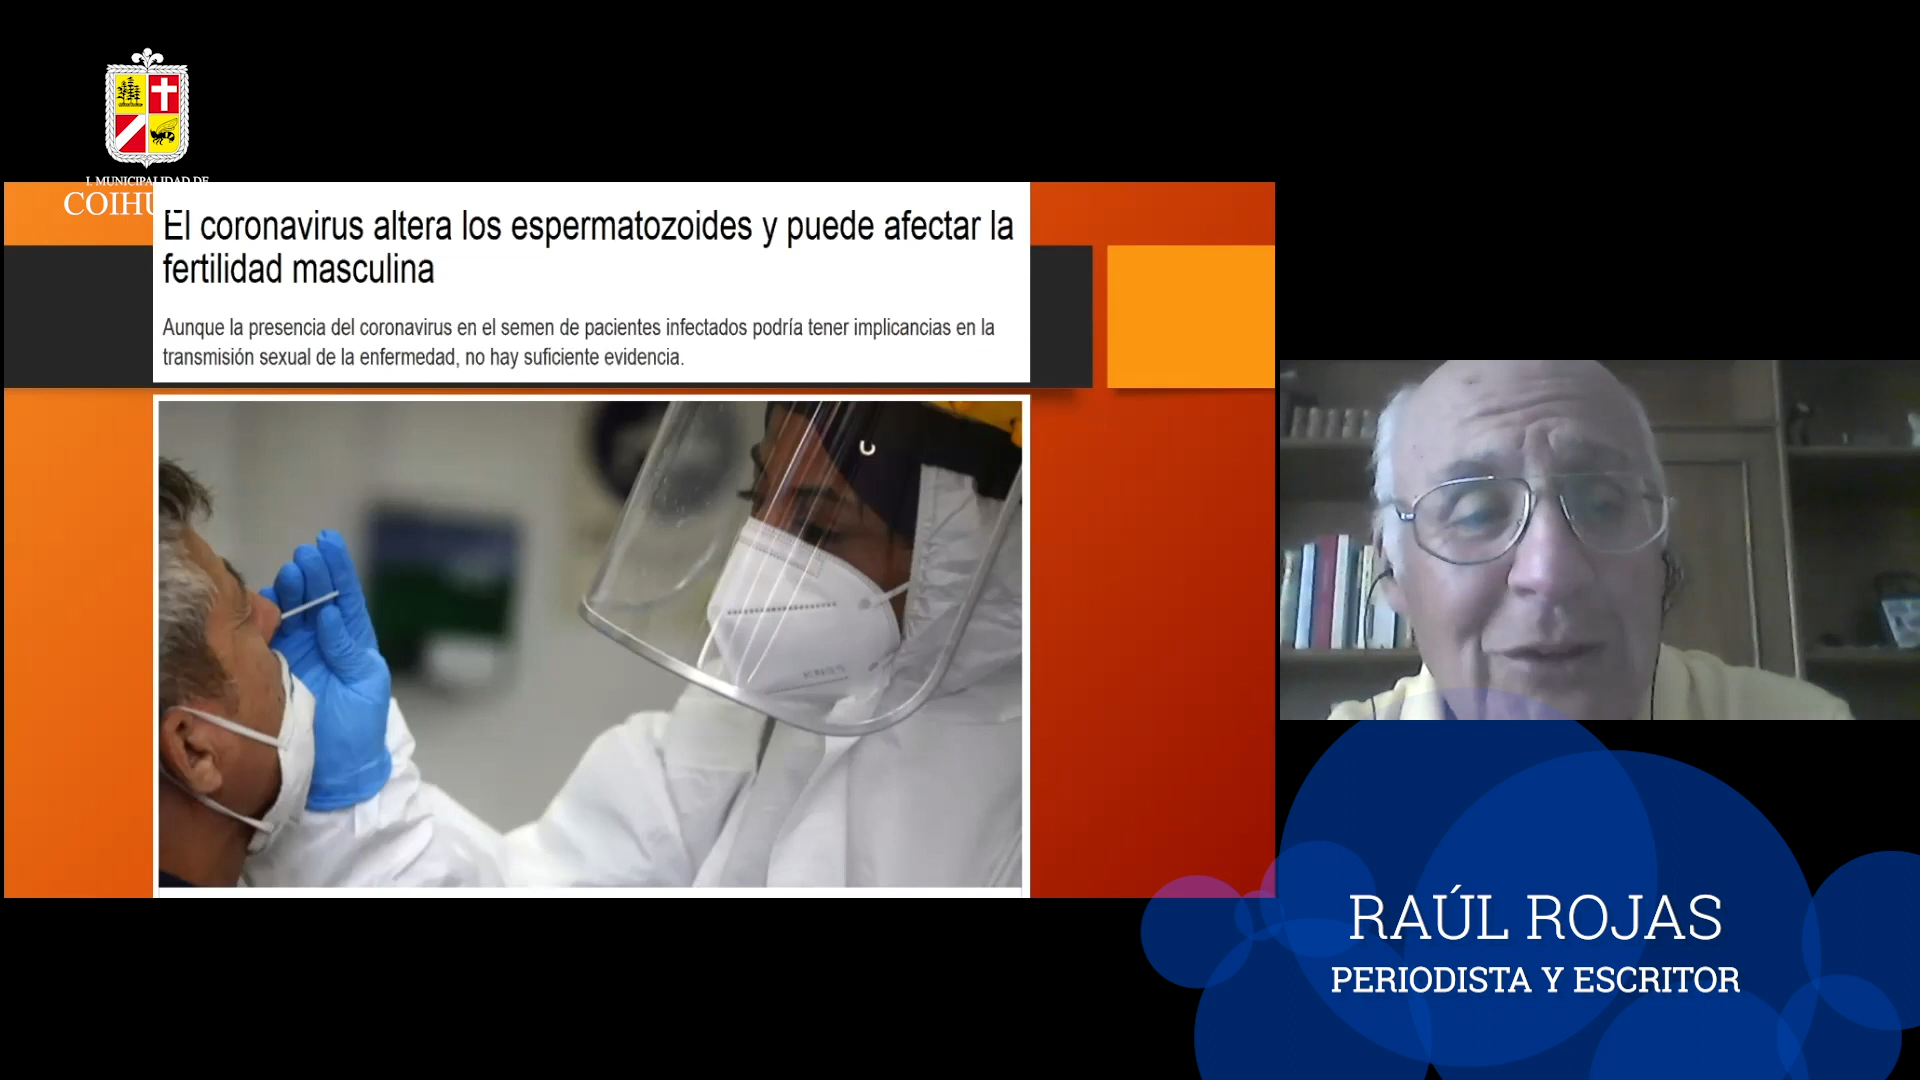 I. MUNICIPALIDAD DE
COIHU
El coronavirus altera los espermatozoides y puede afectar la
fertilidad masculina
Aunque la presencia del coronavirus en el semen de pacientes infectados podría tener implicancias en la
transmisión sexual de la enfermedad, no hay suficiente evidencia.
RAÚL ROJAS
PERIODISTA Y ESCRITOR